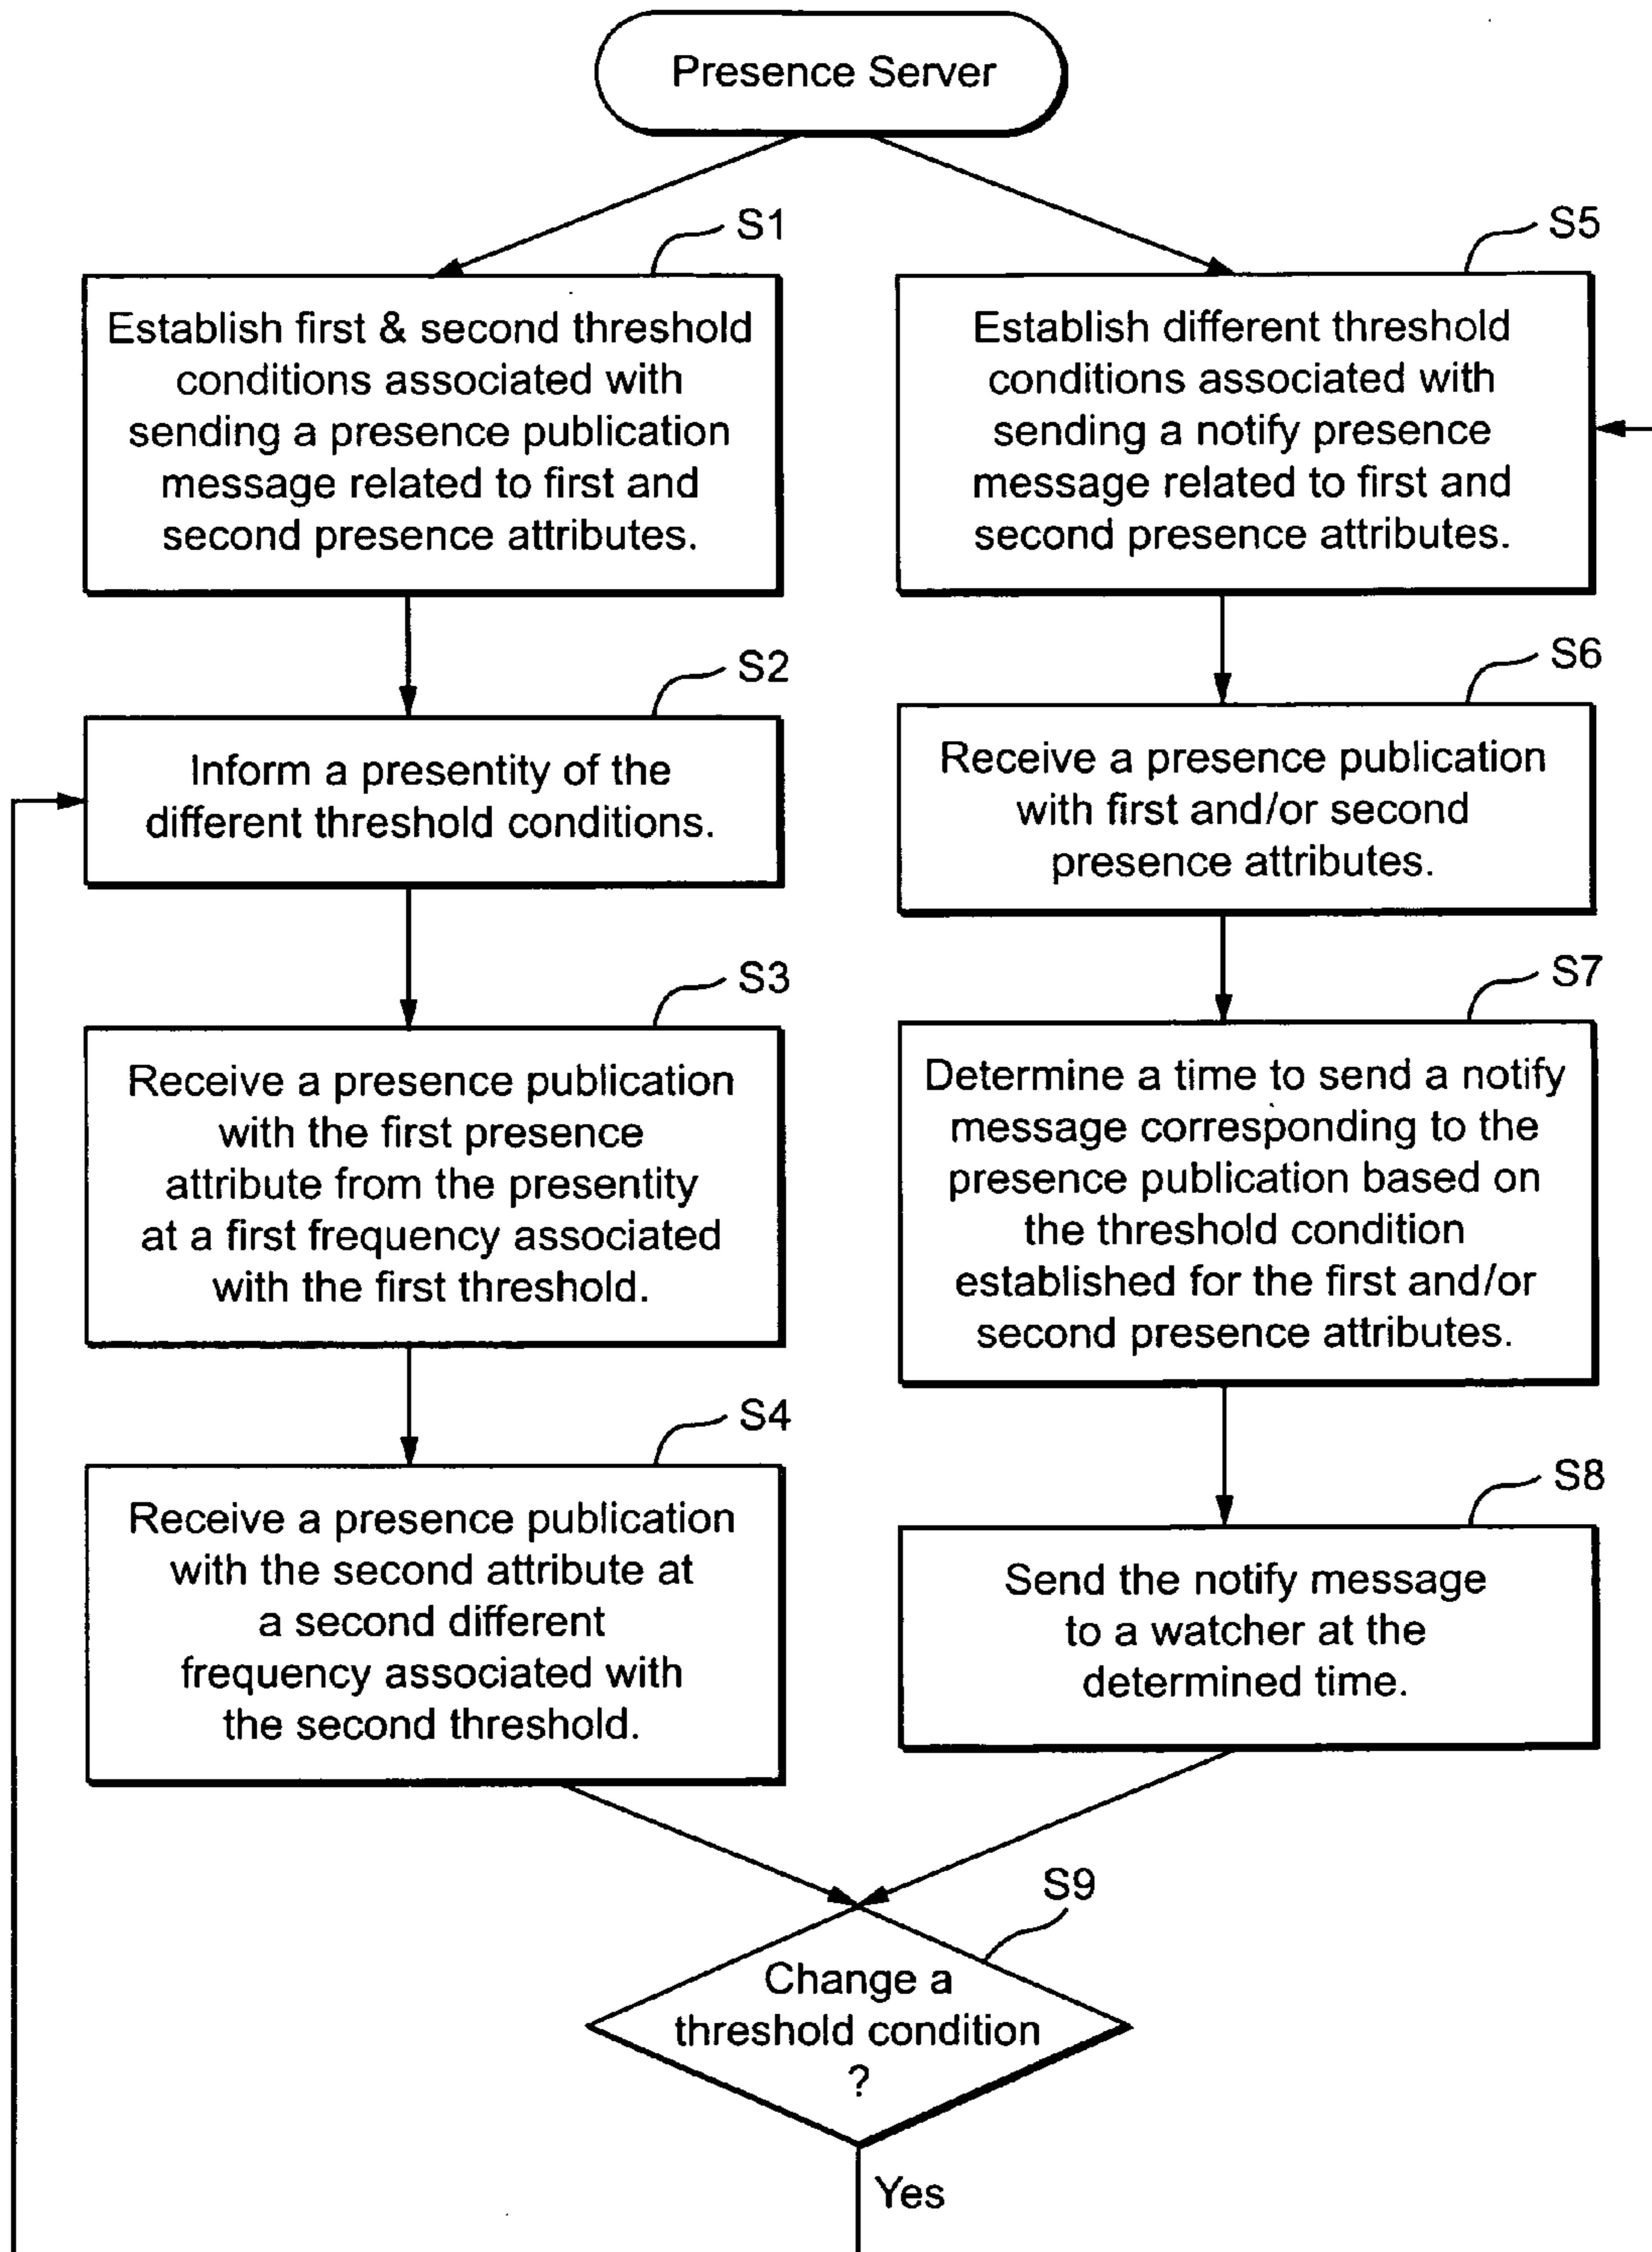 Presence Server
S1
Establish first & second threshold
conditions associated with
sending a presence publication
message related to first and
second presence attributes.
S2
Inform a presentity of the
different threshold conditions.
S3
Receive a presence publication
with the first presence
attribute from the presentity
at a first frequency associated
with the first threshold.
S4
Receive a presence publication
with the second attribute at
a second different
frequency associated with
the second threshold.
S5
Establish different threshold
conditions associated with
sending a notify presence
message related to first and
second presence attributes.
S6
Receive a presence publication
with first and/or second
presence attributes.
S7
Determine a time to send a notify
message corresponding to the
presence publication based on
the threshold condition
established for the first and/or
second presence attributes.
S8
Send the notify message
to a watcher at the
determined time.
S9
Change a
threshold condition
?
Yes